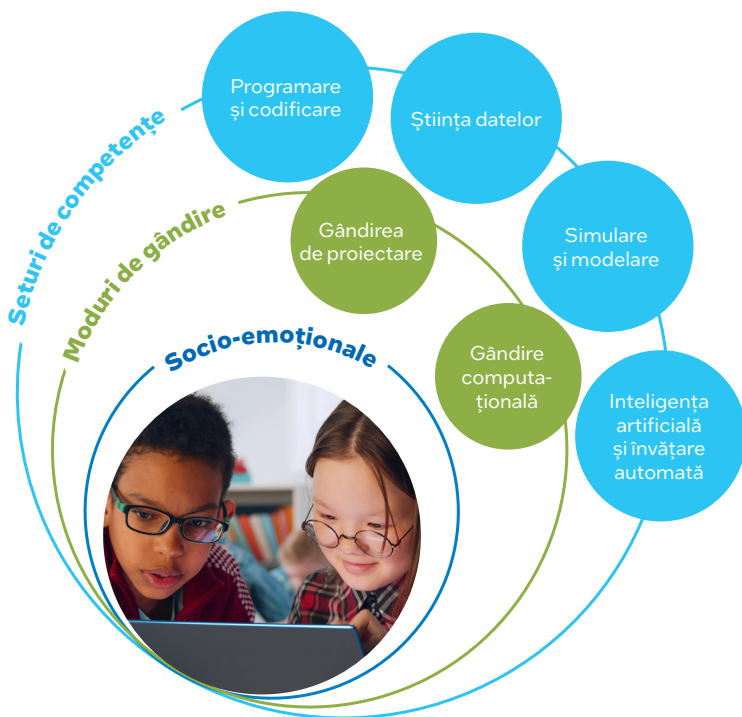 Programare
și codificare
Știința datelor
Seturi de competențe
Moduri de gândire
Gândirea
de proiectare
Simulare
și modelare
Socio-emoționale
Gândire
computa-
țională
Inteligența
artificială
și învățare
automată